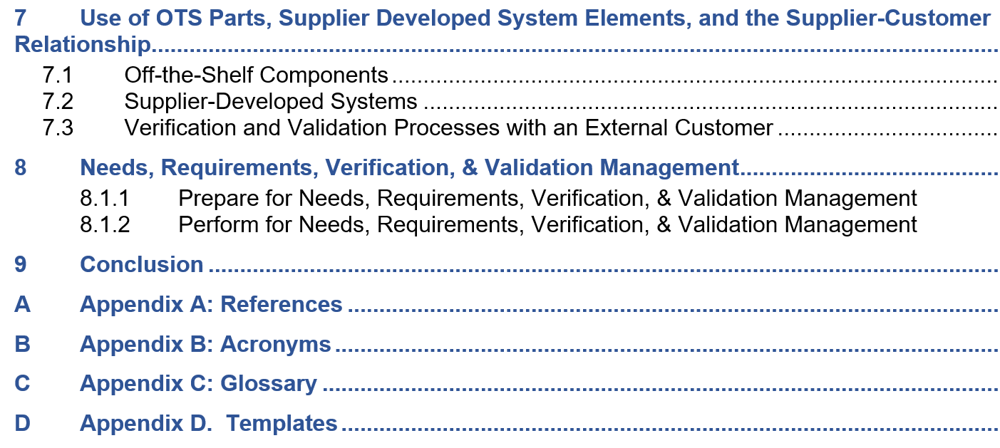 7 Use of OTS Parts, Supplier Developed System Elements, and the Supplier-Customer
Relationship................................................................................................................................
7.1 Off-the-Shelf Components................................................................................................
7.2 Supplier-Developed Systems ...........................................................................................
7.3 Verification and Validation Processes with an External Customer...................................
8 Needs, Requirements, Verification, & Validation Management.........................................
8.1.1 Prepare for Needs, Requirements, Verification, & Validation Management
8.1.2 Perform for Needs, Requirements, Verification, & Validation Management
9 Conclusion .............................................................................................................................
A Appendix A: References .......................................................................................................
B Appendix B: Acronyms.........................................................................................................
C Appendix C: Glossary ...........................................................................................................
D Appendix D. Templates........................................................................................................